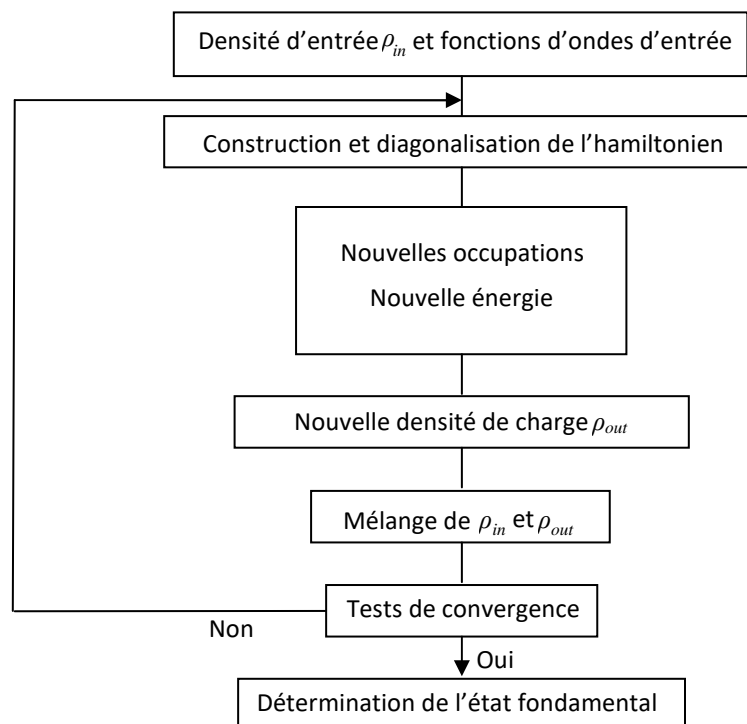 Densité d’entrée ρin et fonctions d’ondes d’entrée
Construction et diagonalisation de l’hamiltonien
Nouvelles occupations
Nouvelle énergie
Nouvelle densité de charge ρout
Mélange de ρin et ρout
Tests de convergence
Non
Oui
Détermination de l’état fondamental